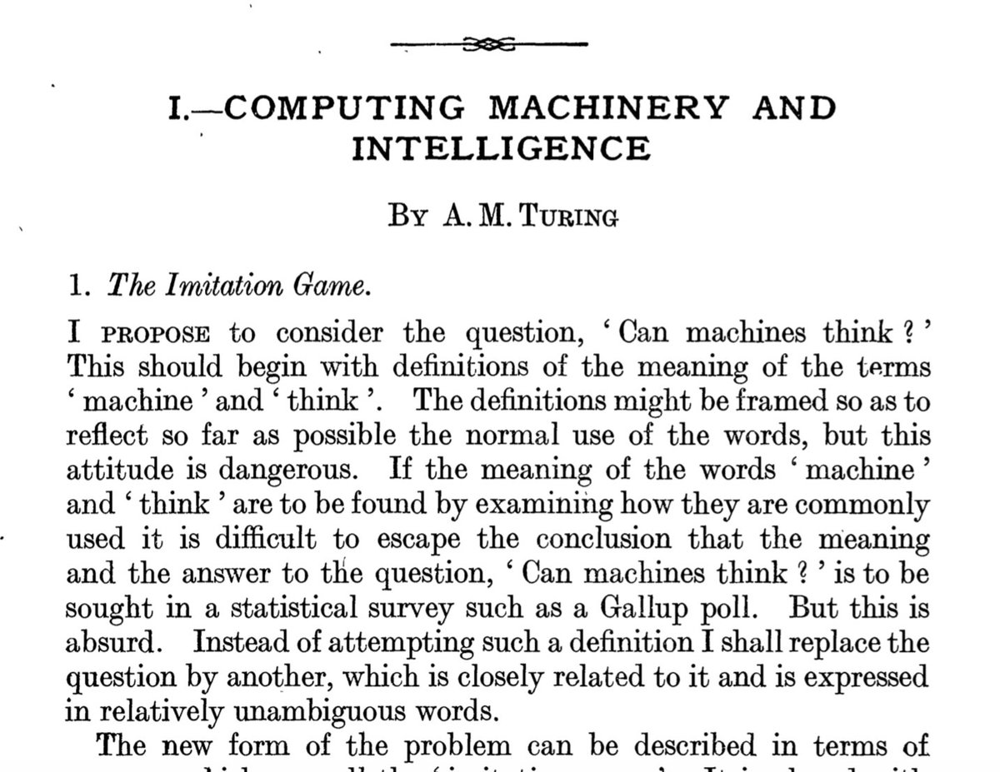 I.—COMPUTING MACHINERY AND
INTELLIGENCE
By A. M. Turing
1. The Imitation Game.
I PROPOSE to consider the question, ‘ Can machines think ? ’
This should begin with definitions of the meaning of the terms
‘ machine ’ and ‘ think ’. The definitions might be framed so as to
reflect so far as possible the normal use of the words, but this
attitude is dangerous. If the meaning of the words ‘ machine ’
and ‘ think ’ are to be found by examining how they are commonly
used it is difficult to escape the conclusion that the meaning
and the answer to the question, ‘ Can machines think ? ’ is to be
sought in a statistical survey such as a Gallup poll. But this is
absurd. Instead of attempting such a definition I shall replace the
question by another, which is closely related to it and is expressed
in relatively unambiguous words.
The new form of the problem can be described in terms of